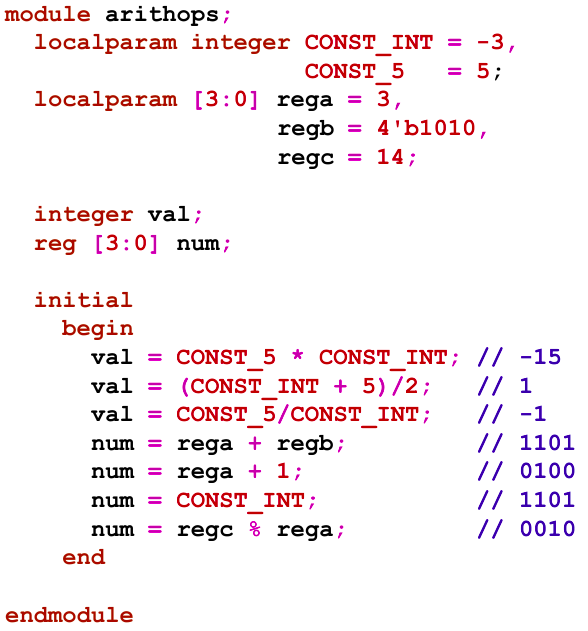 module arithops;
  localparam integer CONST_INT = -3,
                     CONST_5   = 5;
  localparam [3:0] rega = 3,
                   regb = 4'b1010,
                   regc = 14;

  integer val;
  reg [3:0] num;

  initial
    begin
      val = CONST_5 * CONST_INT; // -15
      val = (CONST_INT + 5)/2;   // 1
      val = CONST_5/CONST_INT;   // -1
      num = rega + regb;         // 1101
      num = rega + 1;            // 0100
      num = CONST_INT;           // 1101
      num = regc % rega;         // 0010
    end

endmodule